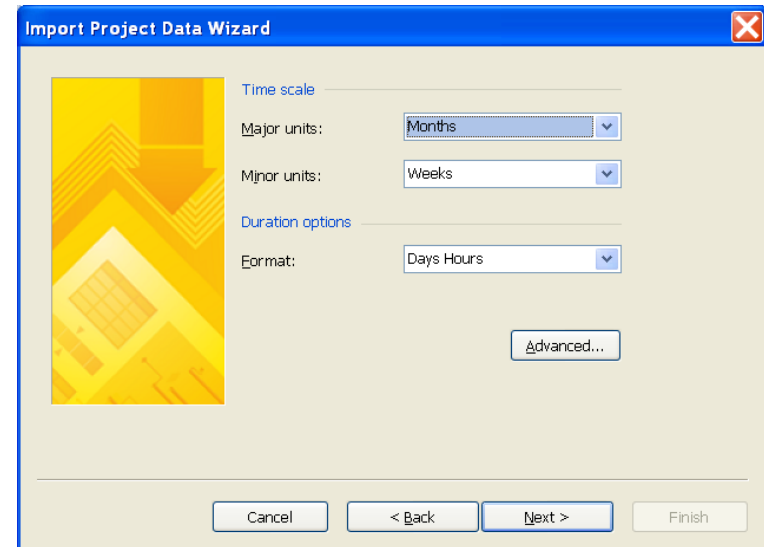 Import Project Data Wizard
Time scale
Major units: Months
Minor units: Weeks
Duration options
Format: Days Hours
Advanced...
Cancel < Back Next > Finish